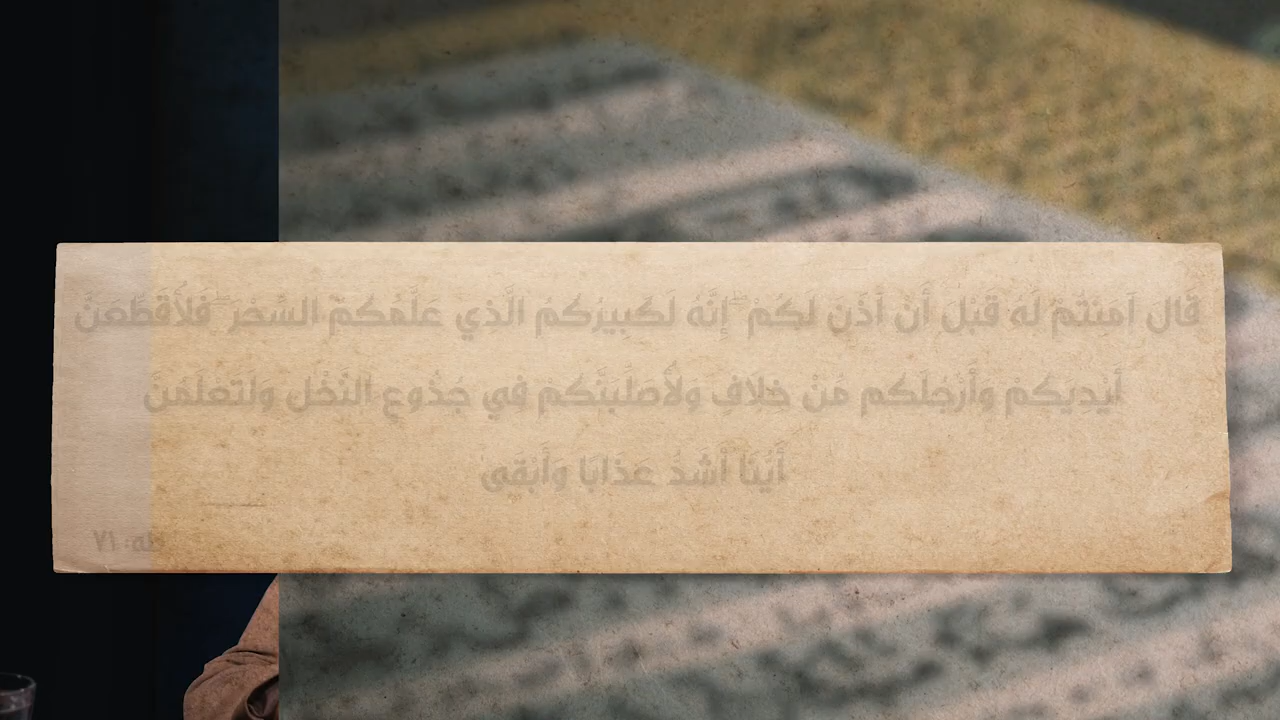 قَالَ آمَنتُمْ لَهُ قَبْلَ أَنْ آذَنَ لَكُمْ ۖ إِنَّهُ لَكَبِيرُكُمُ الَّذِي عَلَّمَكُمُ السِّحْرَ ۖ فَلَأُقَطِّعَنَّ
أَيْدِيَكُمْ وَأَرْجُلَكُم مِّنْ خِلَافٍ وَلَأُصَلِّبَنَّكُمْ فِي جُذُوعِ النَّخْلِ وَلَتَعْلَمُنَّ
أَيُّنَا أَشَدُّ عَذَابًا وَأَبْقَىٰ
طه: ٧١